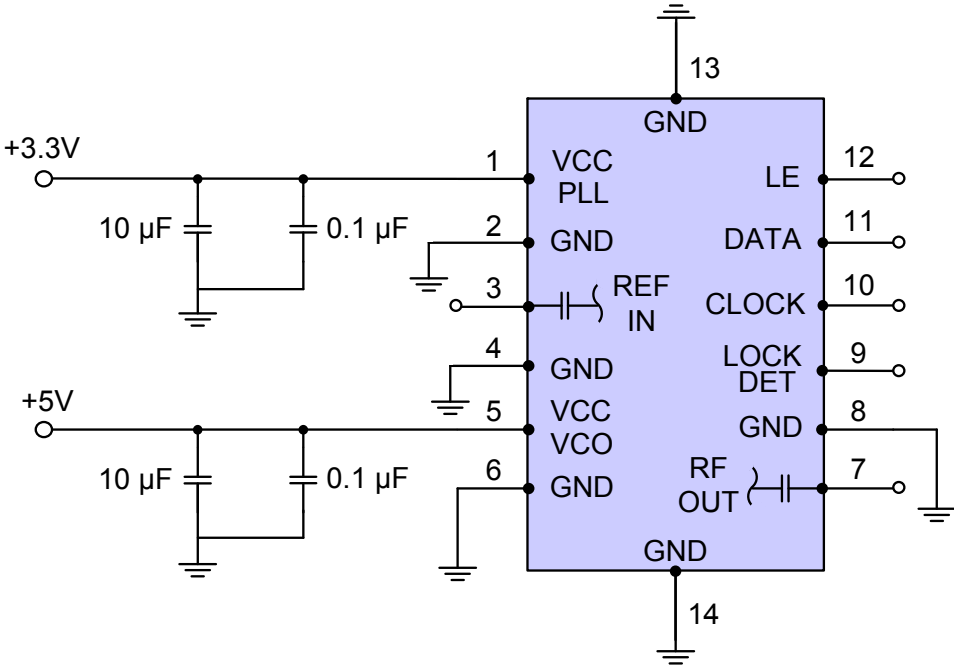 13
GND
+3.3V
1
VCC
PLL
12
LE
10 µF
0.1 µF
2
GND
11
DATA
3
REF
IN
10
CLOCK
4
GND
9
LOCK
DET
+5V
5
VCC
VCO
8
GND
10 µF
0.1 µF
6
GND
7
RF
OUT
GND
14